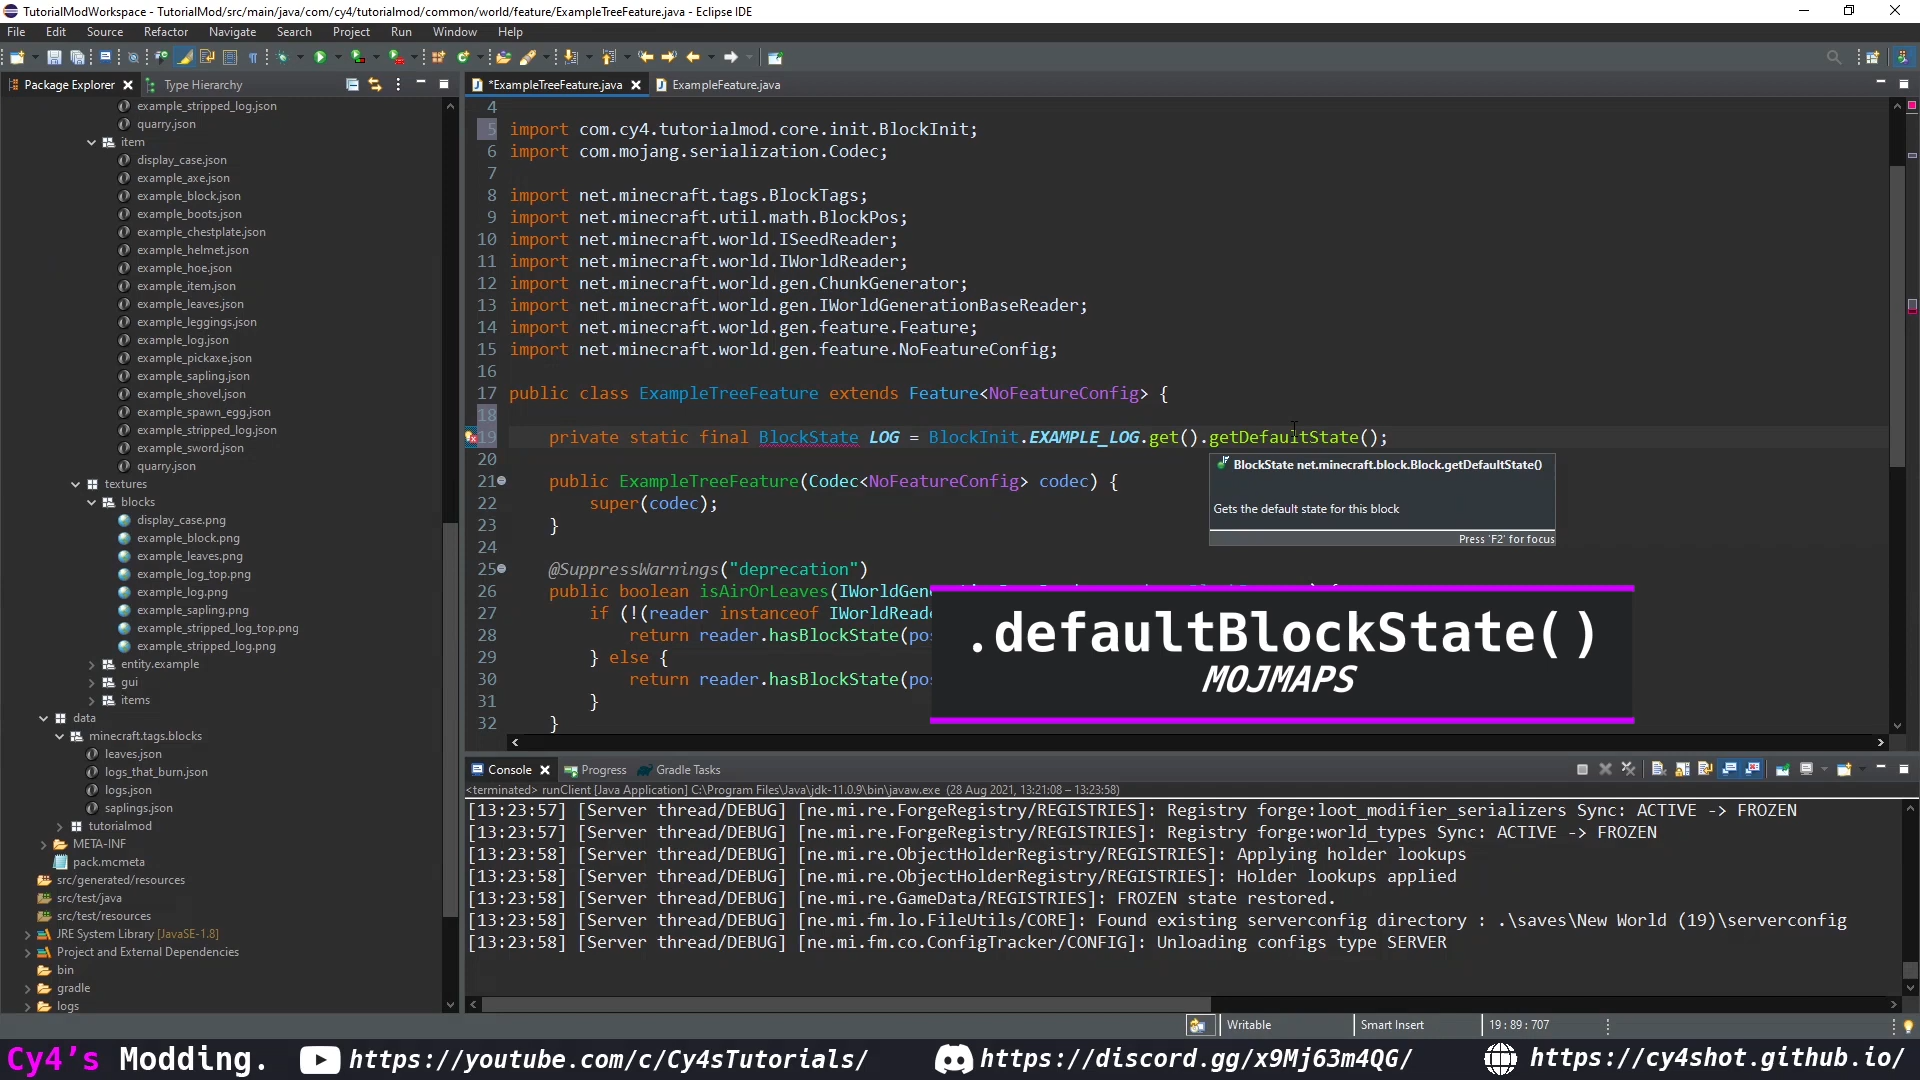 TutorialModWorkspace - TutorialMod/src/main/java/com/cy4/tutorialmod/common/world/feature/ExampleTreeFeature.java - Eclipse IDE
File Edit Source Refactor Navigate Search Project Run Window Help
Package Explorer Type Hierarchy
example_stripped_log.json
quarry.json
item
display_case.json
example_axe.json
example_block.json
example_boots.json
example_chestplate.json
example_helmet.json
example_hoe.json
example_item.json
example_leaves.json
example_leggings.json
example_log.json
example_pickaxe.json
example_sapling.json
example_shovel.json
example_spawn_egg.json
example_stripped_log.json
example_sword.json
quarry.json
textures
blocks
display_case.png
example_block.png
example_leaves.png
example_log_top.png
example_log.png
example_sapling.png
example_stripped_log_top.png
example_stripped_log.png
entity.example
gui
items
data
minecraft.tags.blocks
leaves.json
logs_that_burn.json
logs.json
saplings.json
tutorialmod
META-INF
pack.mcmeta
src/generated/resources
src/test/java
src/test/resources
JRE System Library [JavaSE-1.8]
Project and External Dependencies
bin
gradle
logs
*ExampleTreeFeature.java ExampleFeature.java
4
5 import com.cy4.tutorialmod.core.init.BlockInit;
6 import com.mojang.serialization.Codec;
7
8 import net.minecraft.tags.BlockTags;
9 import net.minecraft.util.math.BlockPos;
10 import net.minecraft.world.ISeedReader;
11 import net.minecraft.world.IWorldReader;
12 import net.minecraft.world.gen.ChunkGenerator;
13 import net.minecraft.world.gen.IWorldGenerationBaseReader;
14 import net.minecraft.world.gen.feature.Feature;
15 import net.minecraft.world.gen.feature.NoFeatureConfig;
16
17 public class ExampleTreeFeature extends Feature<NoFeatureConfig> {
18
19 private static final BlockState LOG = BlockInit.EXAMPLE_LOG.get().getDefaultState();
20
21 public ExampleTreeFeature(Codec<NoFeatureConfig> codec) {
22 super(codec);
23 }
24
25 @SuppressWarnings("deprecation")
26 public boolean isAirOrLeaves(IWorldGen
27 if (!(reader instanceof IWorldReade
28 return reader.hasBlockState(pos
29 } else {
30 return reader.hasBlockState(pos
31 }
32 }
BlockState net.minecraft.block.Block.getDefaultState()
Gets the default state for this block
Press 'F2' for focus
.defaultBlockState()
MOJMAPS
Console Progress Gradle Tasks
<terminated> runClient [Java Application] C:\Program Files\Java\jdk-11.0.9\bin\javaw.exe (28 Aug 2021, 13:21:08 – 13:23:58)
[13:23:57] [Server thread/DEBUG] [ne.mi.re.ForgeRegistry/REGISTRIES]: Registry forge:loot_modifier_serializers Sync: ACTIVE -> FROZEN
[13:23:57] [Server thread/DEBUG] [ne.mi.re.ForgeRegistry/REGISTRIES]: Registry forge:world_types Sync: ACTIVE -> FROZEN
[13:23:58] [Server thread/DEBUG] [ne.mi.re.ObjectHolderRegistry/REGISTRIES]: Applying holder lookups
[13:23:58] [Server thread/DEBUG] [ne.mi.re.ObjectHolderRegistry/REGISTRIES]: Holder lookups applied
[13:23:58] [Server thread/DEBUG] [ne.mi.re.GameData/REGISTRIES]: FROZEN state restored.
[13:23:58] [Server thread/DEBUG] [ne.mi.fm.lo.FileUtils/CORE]: Found existing serverconfig directory : .\saves\New World (19)\serverconfig
[13:23:58] [Server thread/DEBUG] [ne.mi.fm.co.ConfigTracker/CONFIG]: Unloading configs type SERVER
Writable Smart Insert 19 : 89 : 707
Cy4's Modding. https://youtube.com/c/Cy4sTutorials/ https://discord.gg/x9Mj63m4QG/ https://cy4shot.github.io/